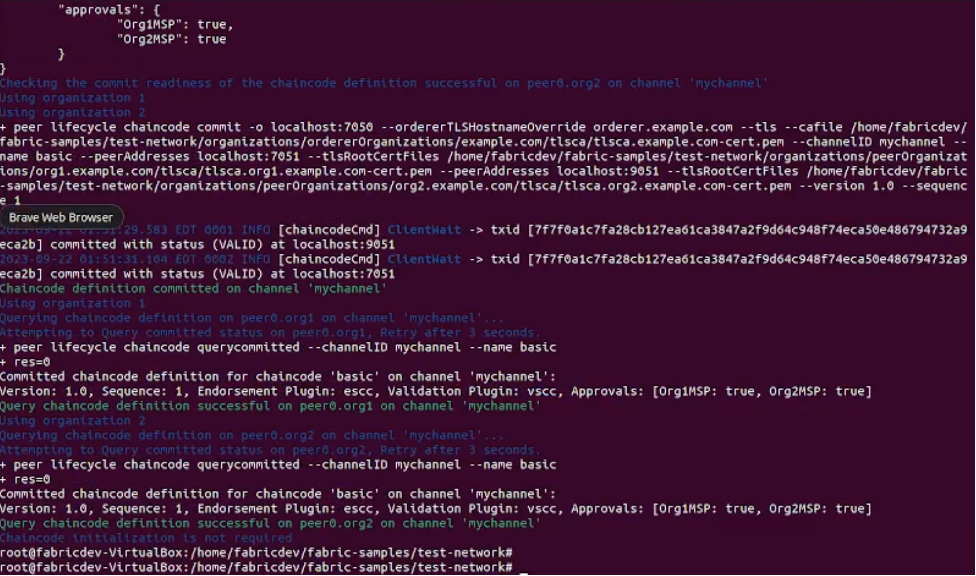 "approvals": {
"Org1MSP": true,
"Org2MSP": true
}
}
Checking the commit readiness of the chaincode definition successful on peer0.org2 on channel 'mychannel'
Using organization 1
Using organization 2
+ peer lifecycle chaincode commit -o localhost:7050 --ordererTLSHostnameOverride orderer.example.com --tls --cafile /home/fabricdev/
fabric-samples/test-network/organizations/ordererOrganizations/example.com/tlsca/tlsca.example.com-cert.pem --channelID mychannel --
name basic --peerAddresses localhost:7051 --tlsRootCertFiles /home/fabricdev/fabric-samples/test-network/organizations/peerOrganizat
ions/org1.example.com/tlsca/tlsca.org1.example.com-cert.pem --peerAddresses localhost:9051 --tlsRootCertFiles /home/fabricdev/fabric
-samples/test-network/organizations/peerOrganizations/org2.example.com/tlsca/tlsca.org2.example.com-cert.pem --version 1.0 --sequenc
e 1
Brave Web Browser
EDT 0001 INFO [chaincodeCmd] ClientWait -> txid [7f7f0a1c7fa28cb127ea61ca3847a2f9d64c948f74eca50e486794732a9
eca2b] committed with status (VALID) at localhost:9051
2023-09-22 01:51:31.164 EDT 0002 INFO [chaincodeCmd] ClientWait -> txid [7f7f0a1c7fa28cb127ea61ca3847a2f9d64c948f74eca50e486794732a9
eca2b] committed with status (VALID) at localhost:7051
Chaincode definition committed on channel 'mychannel'
Using organization 1
Querying chaincode definition on peer0.org1 on channel 'mychannel'...
Attempting to Query committed status on peer0.org1, Retry after 3 seconds.
+ peer lifecycle chaincode querycommitted --channelID mychannel --name basic
+ res=0
Committed chaincode definition for chaincode 'basic' on channel 'mychannel':
Version: 1.0, Sequence: 1, Endorsement Plugin: escc, Validation Plugin: vscc, Approvals: [Org1MSP: true, Org2MSP: true]
Query chaincode definition successful on peer0.org1 on channel 'mychannel'
Using organization 2
Querying chaincode definition on peer0.org2 on channel 'mychannel'...
Attempting to Query committed status on peer0.org2, Retry after 3 seconds.
+ peer lifecycle chaincode querycommitted --channelID mychannel --name basic
+ res=0
Committed chaincode definition for chaincode 'basic' on channel 'mychannel':
Version: 1.0, Sequence: 1, Endorsement Plugin: escc, Validation Plugin: vscc, Approvals: [Org1MSP: true, Org2MSP: true]
Query chaincode definition successful on peer0.org2 on channel 'mychannel'
Chaincode initialization is not required
root@fabricdev-VirtualBox:/home/fabricdev/fabric-samples/test-network#
root@fabricdev-VirtualBox:/home/fabricdev/fabric-samples/test-network#